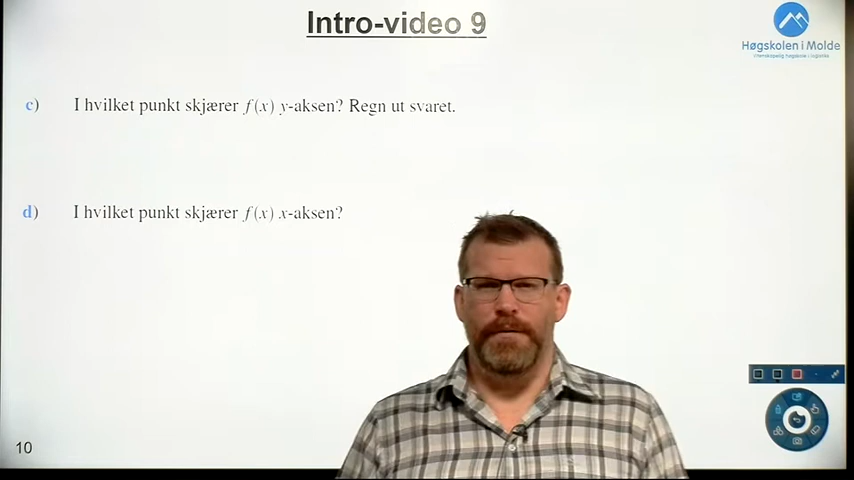 Intro-video 9
Høgskolen i Molde
c) I hvilket punkt skjærer f(x) y-aksen? Regn ut svaret.
d) I hvilket punkt skjærer f(x) x-aksen?
10